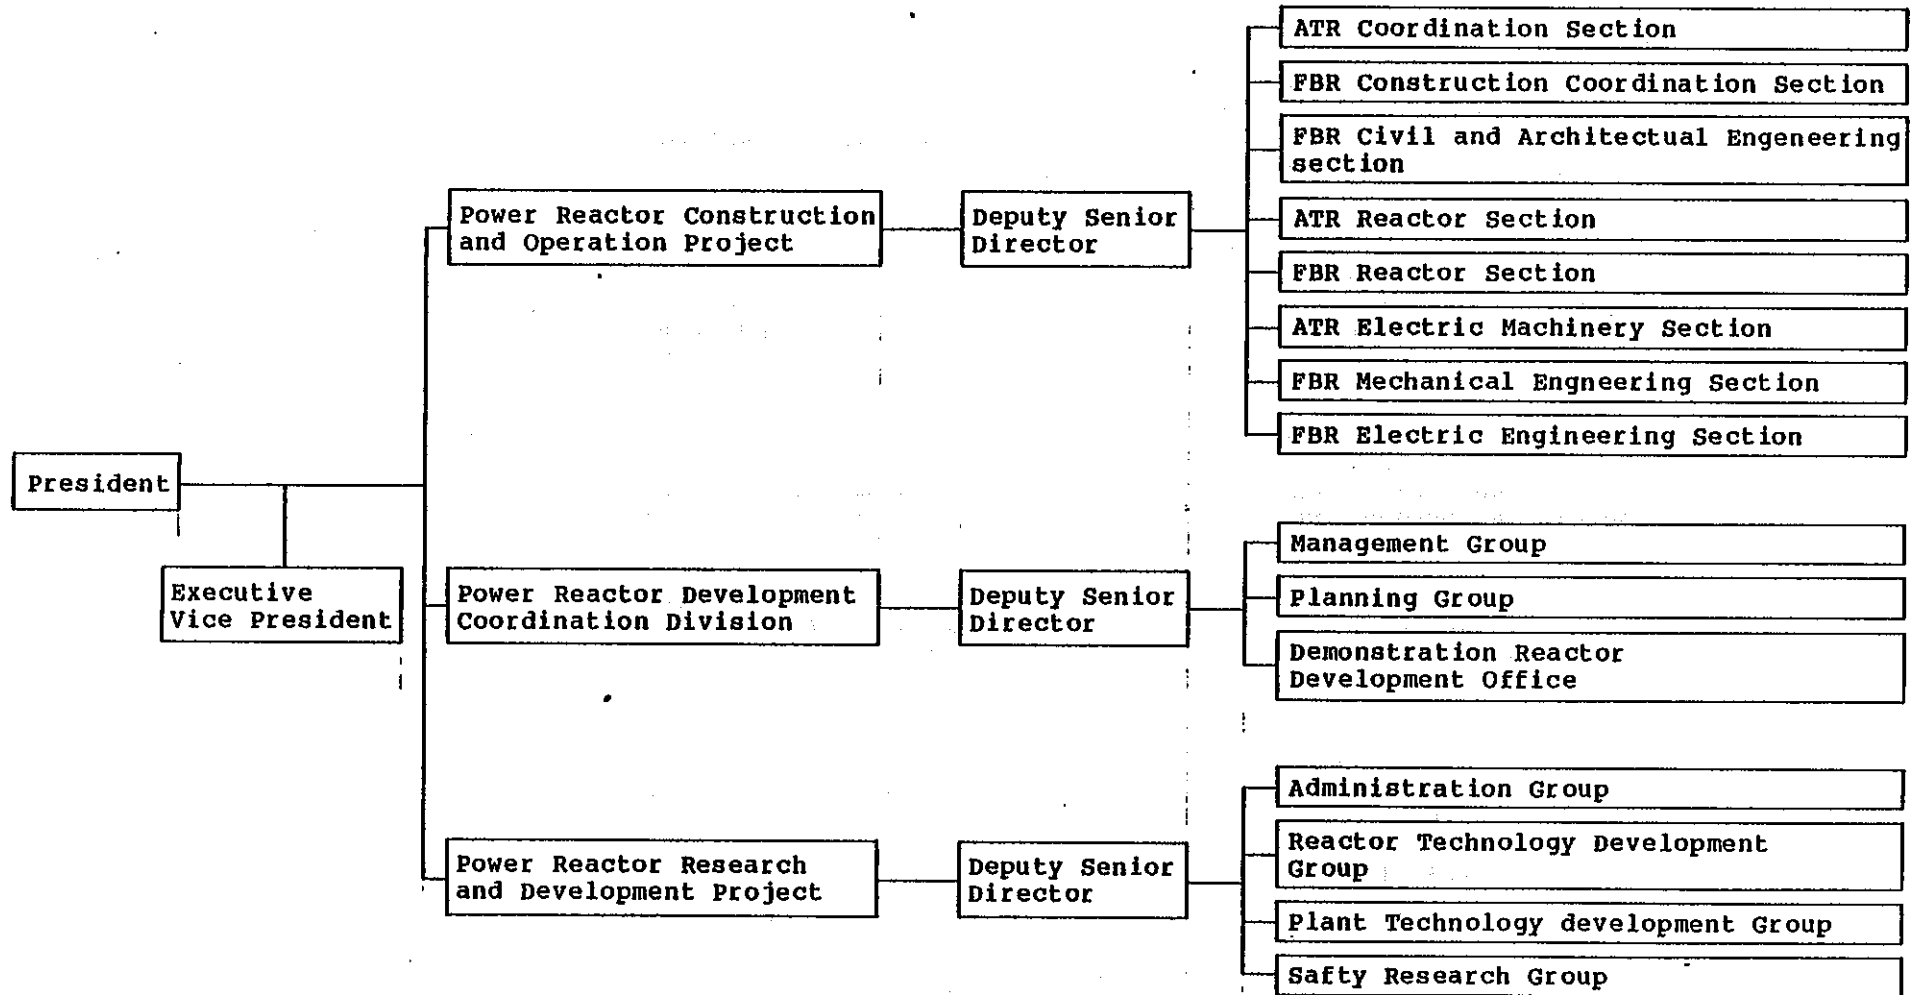 President
Executive
Vice President
Power Reactor Construction
and Operation Project
Deputy Senior
Director
ATR Coordination Section
FBR Construction Coordination Section
FBR Civil and Architectual Engeneering
section
ATR Reactor Section
FBR Reactor Section
ATR Electric Machinery Section
FBR Mechanical Engneering Section
FBR Electric Engineering Section
Power Reactor Development
Coordination Division
Deputy Senior
Director
Management Group
Planning Group
Demonstration Reactor
Development Office
Power Reactor Research
and Development Project
Deputy Senior
Director
Administration Group
Reactor Technology Development
Group
Plant Technology development Group
Safty Research Group